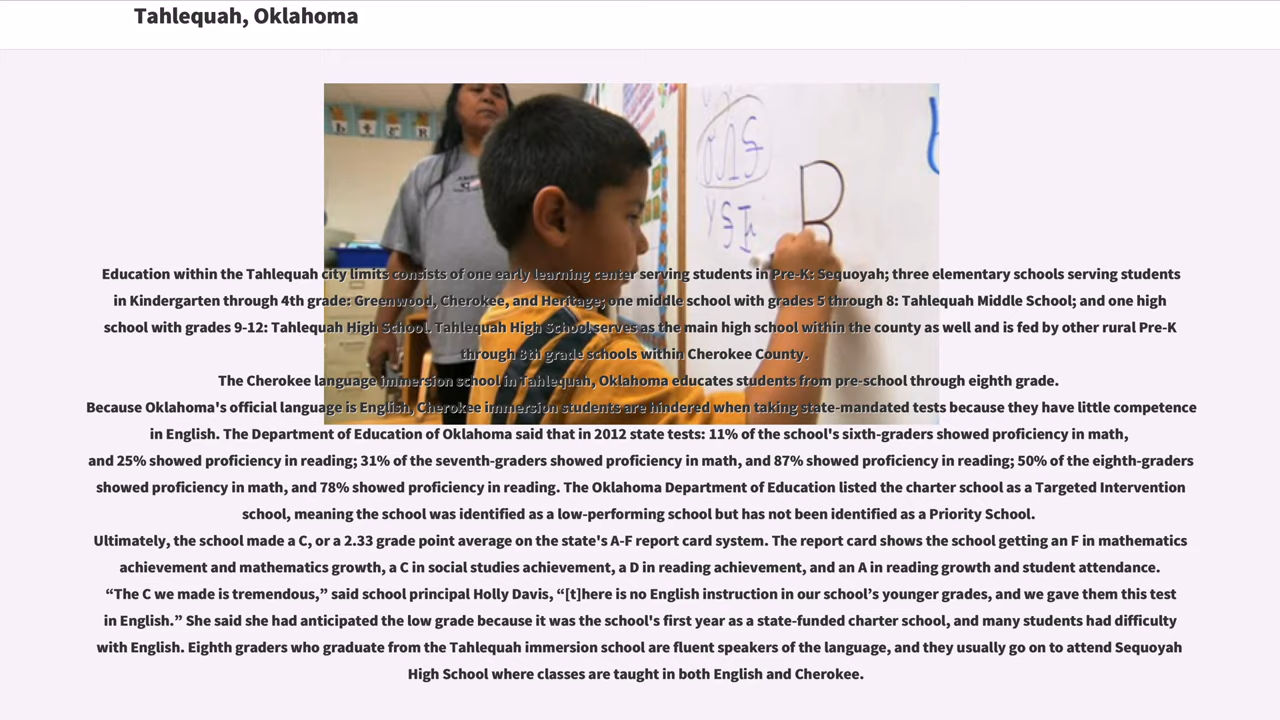 Tahlequah, Oklahoma
Education within the Tahlequah city limits consists of one early learning center serving students in Pre-K: Sequoyah; three elementary schools serving students
in Kindergarten through 4th grade: Greenwood, Cherokee, and Heritage; one middle school with grades 5 through 8: Tahlequah Middle School; and one high
school with grades 9-12: Tahlequah High School. Tahlequah High School serves as the main high school within the county as well and is fed by other rural Pre-K
through 8th grade schools within Cherokee County.
The Cherokee language immersion school in Tahlequah, Oklahoma educates students from pre-school through eighth grade.
Because Oklahoma's official language is English, Cherokee immersion students are hindered when taking state-mandated tests because they have little competence
in English. The Department of Education of Oklahoma said that in 2012 state tests: 11% of the school's sixth-graders showed proficiency in math,
and 25% showed proficiency in reading; 31% of the seventh-graders showed proficiency in math, and 87% showed proficiency in reading; 50% of the eighth-graders
showed proficiency in math, and 78% showed proficiency in reading. The Oklahoma Department of Education listed the charter school as a Targeted Intervention
school, meaning the school was identified as a low-performing school but has not been identified as a Priority School.
Ultimately, the school made a C, or a 2.33 grade point average on the state's A-F report card system. The report card shows the school getting an F in mathematics
achievement and mathematics growth, a C in social studies achievement, a D in reading achievement, and an A in reading growth and student attendance.
“The C we made is tremendous,” said school principal Holly Davis, “[t]here is no English instruction in our school’s younger grades, and we gave them this test
in English.” She said she had anticipated the low grade because it was the school's first year as a state-funded charter school, and many students had difficulty
with English. Eighth graders who graduate from the Tahlequah immersion school are fluent speakers of the language, and they usually go on to attend Sequoyah
High School where classes are taught in both English and Cherokee.